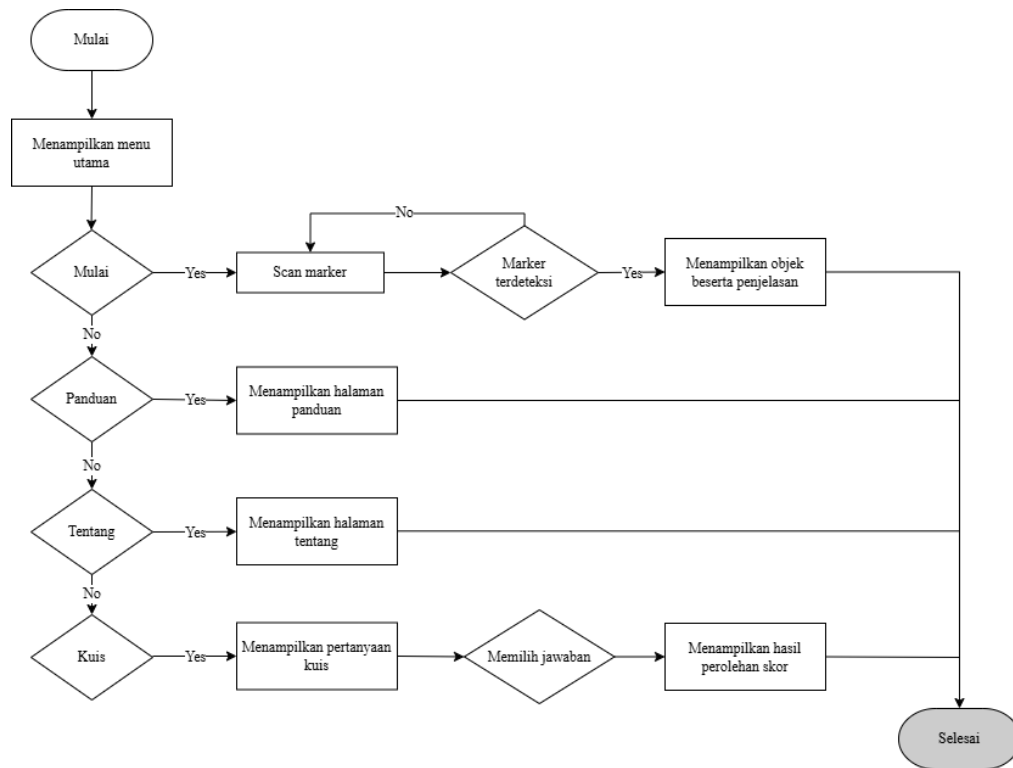 Mulai
Menampilkan menu
utama
No
Mulai
Yes
Scan marker
Marker
terdeteksi
Yes
Menampilkan objek
beserta penjelasan
No
Panduan
Yes
Menampilkan halaman
panduan
No
Tentang
Yes
Menampilkan halaman
tentang
No
Kuis
Yes
Menampilkan pertanyaan
kuis
Memilih jawaban
Menampilkan hasil
perolehan skor
Selesai